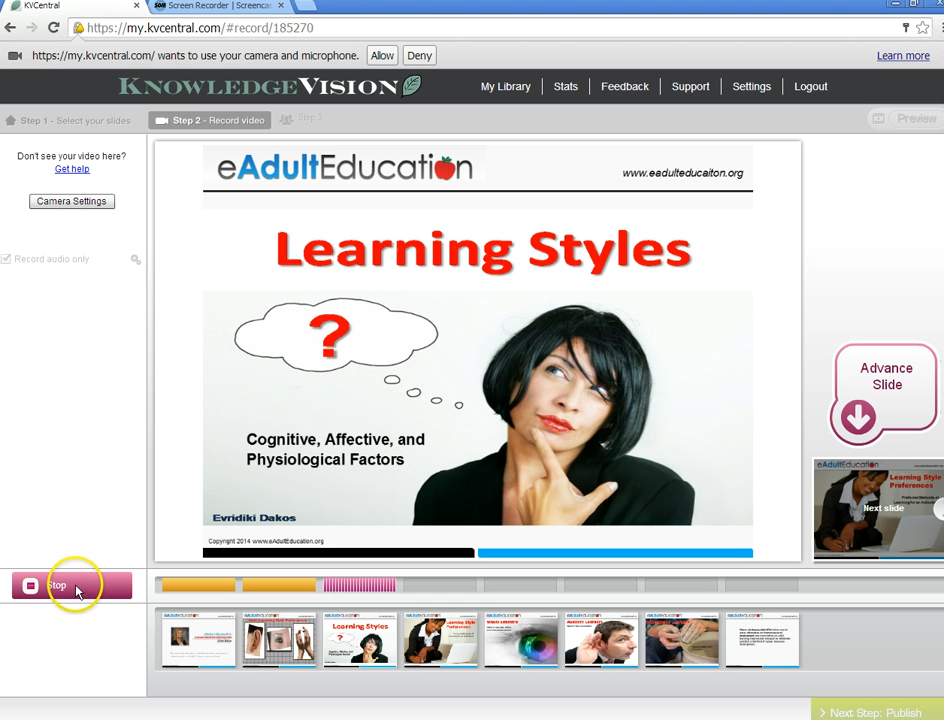 KVCentral
Screen Recorder | Screencas
https://my.kvcentral.com/#record/185270
https://my.kvcentral.com/ wants to use your camera and microphone.
Allow
Deny
Learn more
KNOWLEDGEVISION
My Library
Stats
Feedback
Support
Settings
Logout
Step 1 - Select your slides
Step 2 - Record video
Step 3
Preview
Don't see your video here?
Get help
Camera Settings
Record audio only
eAdultEducation
www.eadulteducaiton.org
Learning Styles
?
Cognitive, Affective, and
Physiological Factors
Evridiki Dakos
Copyright 2014 www.eAdultEducation.org
Advance
Slide
eAdultEducation
Learning Style
Preferences
Next slide
Stop
Learning Styles
?
Next Step: Publish